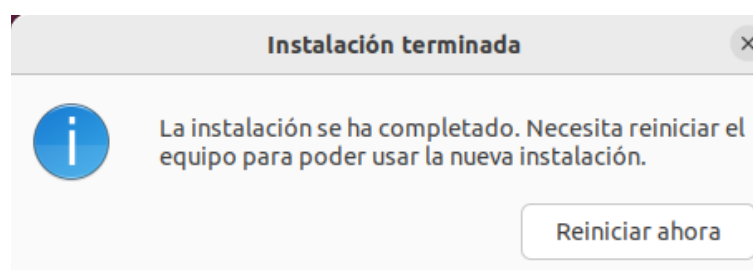 Instalación terminada
La instalación se ha completado. Necesita reiniciar el
equipo para poder usar la nueva instalación.
Reiniciar ahora